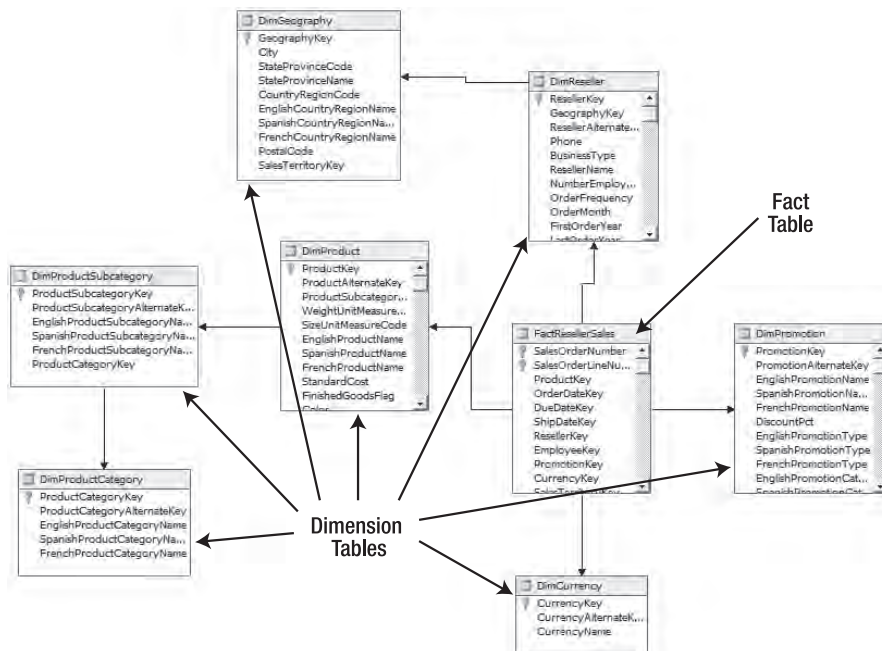 DimGeography
GeographyKey
City
StateProvinceCode
StateProvinceName
CountryRegionCode
EnglishCountryRegionName
SpanishCountryRegionNa...
FrenchCountryRegionName
PostalCode
SalesTerritoryKey
DimReseller
ResellerKey
GeographyKey
ResellerAlternate...
Phone
BusinessType
ResellerName
NumberEmploy...
OrderFrequency
OrderMonth
FirstOrderYear
LastOrderYear
Fact
Table
DimProduct
ProductKey
ProductAlternateKey
ProductSubcategor...
WeightUnitMeasure...
SizeUnitMeasureCode
EnglishProductName
SpanishProductName
FrenchProductName
StandardCost
FinishedGoodsFlag
Color
DimProductSubcategory
ProductSubcategoryKey
ProductSubcategoryAlternateK...
EnglishProductSubcategoryNa...
SpanishProductSubcategoryNa...
FrenchProductSubcategoryNa...
ProductCategoryKey
FactResellerSales
SalesOrderNumber
SalesOrderLineNu...
ProductKey
OrderDateKey
DueDateKey
ShipDateKey
ResellerKey
EmployeeKey
PromotionKey
CurrencyKey
SalesTerritoryKey
DimPromotion
PromotionKey
PromotionAlternateKey
EnglishPromotionName
SpanishPromotionNa...
FrenchPromotionName
DiscountPct
EnglishPromotionType
SpanishPromotionType
FrenchPromotionType
EnglishPromotionCat...
SpanishPromotionCat...
DimProductCategory
ProductCategoryKey
ProductCategoryAlternateKey
EnglishProductCategoryName
SpanishProductCategoryNa...
FrenchProductCategoryName
Dimension
Tables
DimCurrency
CurrencyKey
CurrencyAlternateK...
CurrencyName